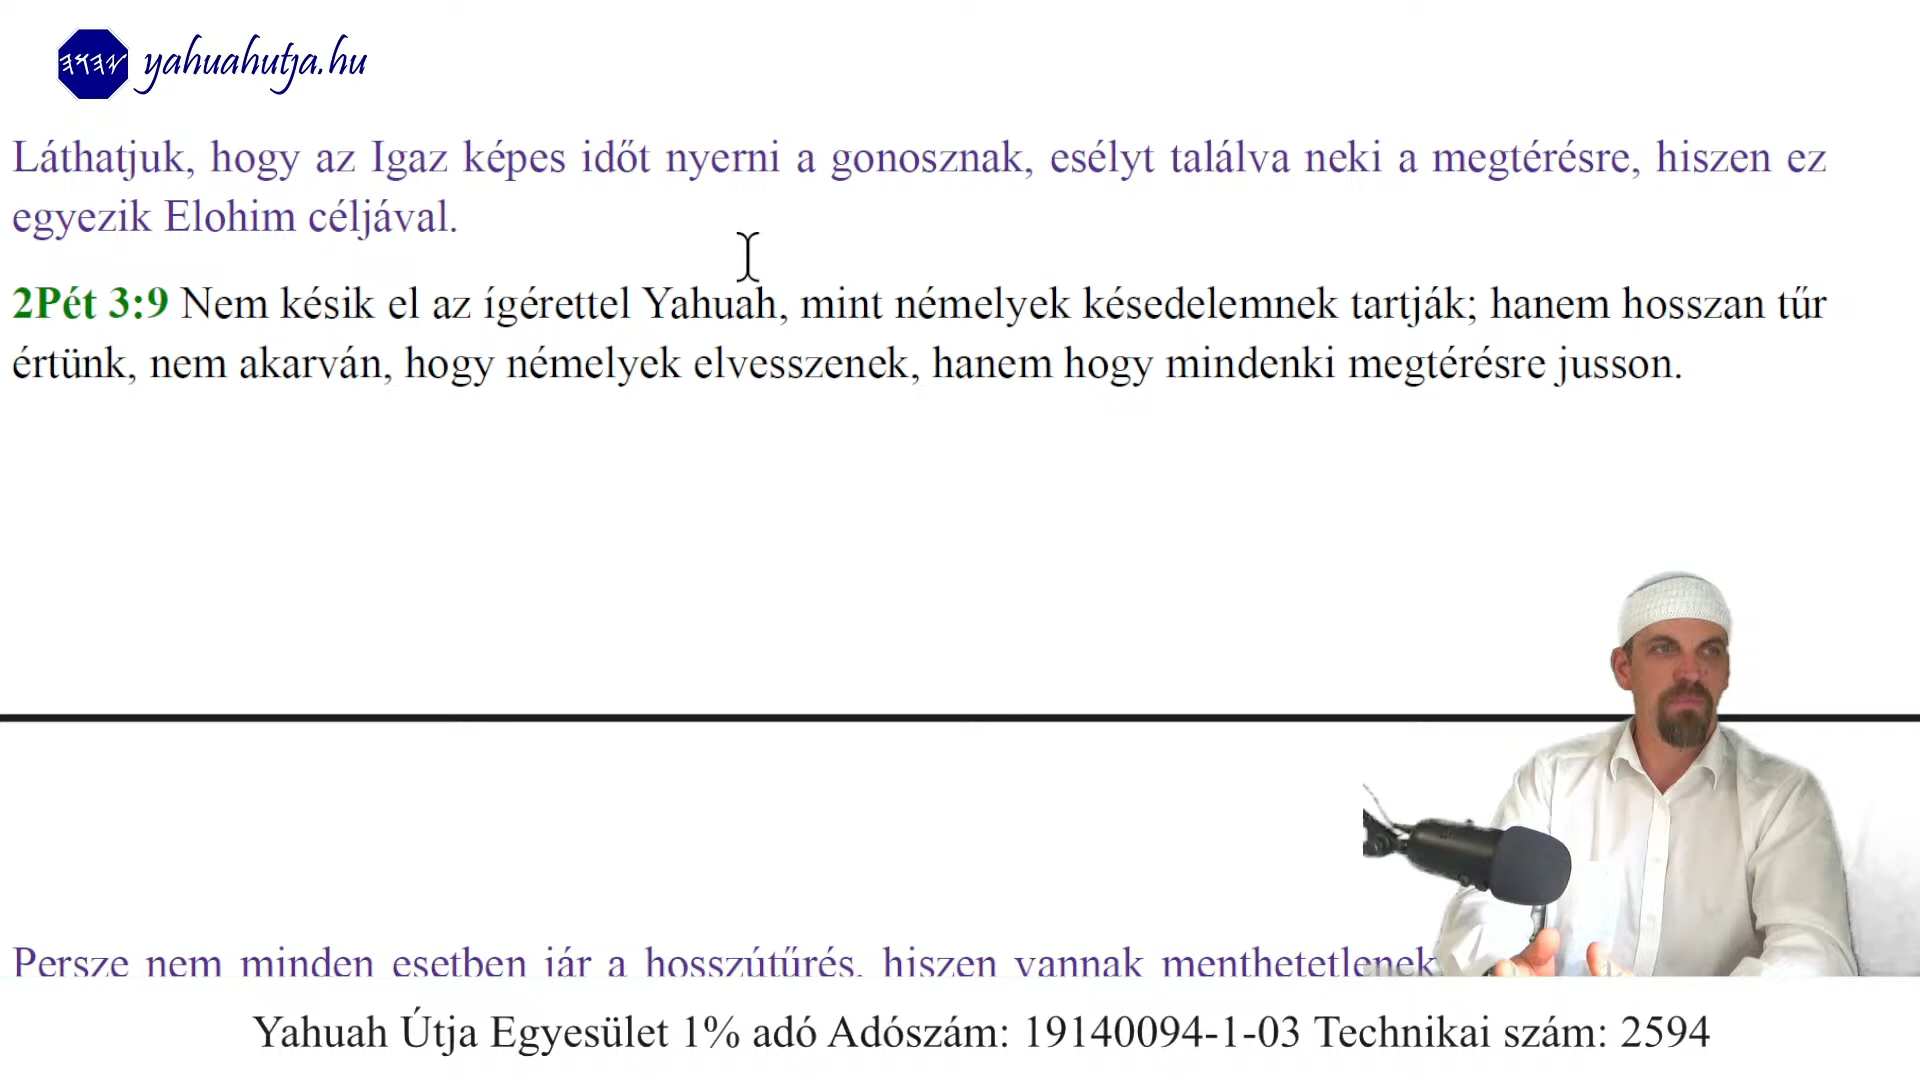 yahuahutja.hu
Láthatjuk, hogy az Igaz képes időt nyerni a gonosznak, esélyt találva neki a megtérésre, hiszen ez
egyezik Elohim céljával.
2Pét 3:9 Nem késik el az ígérettel Yahuah, mint némelyek késedelemnek tartják; hanem hosszan tűr
értünk, nem akarván, hogy némelyek elvesszenek, hanem hogy mindenki megtérésre jusson.
Persze nem minden esetben jár a hosszútűrés, hiszen vannak menthetetlenek
Yahuah Útja Egyesület 1% adó Adószám: 19140094-1-03 Technikai szám: 2594